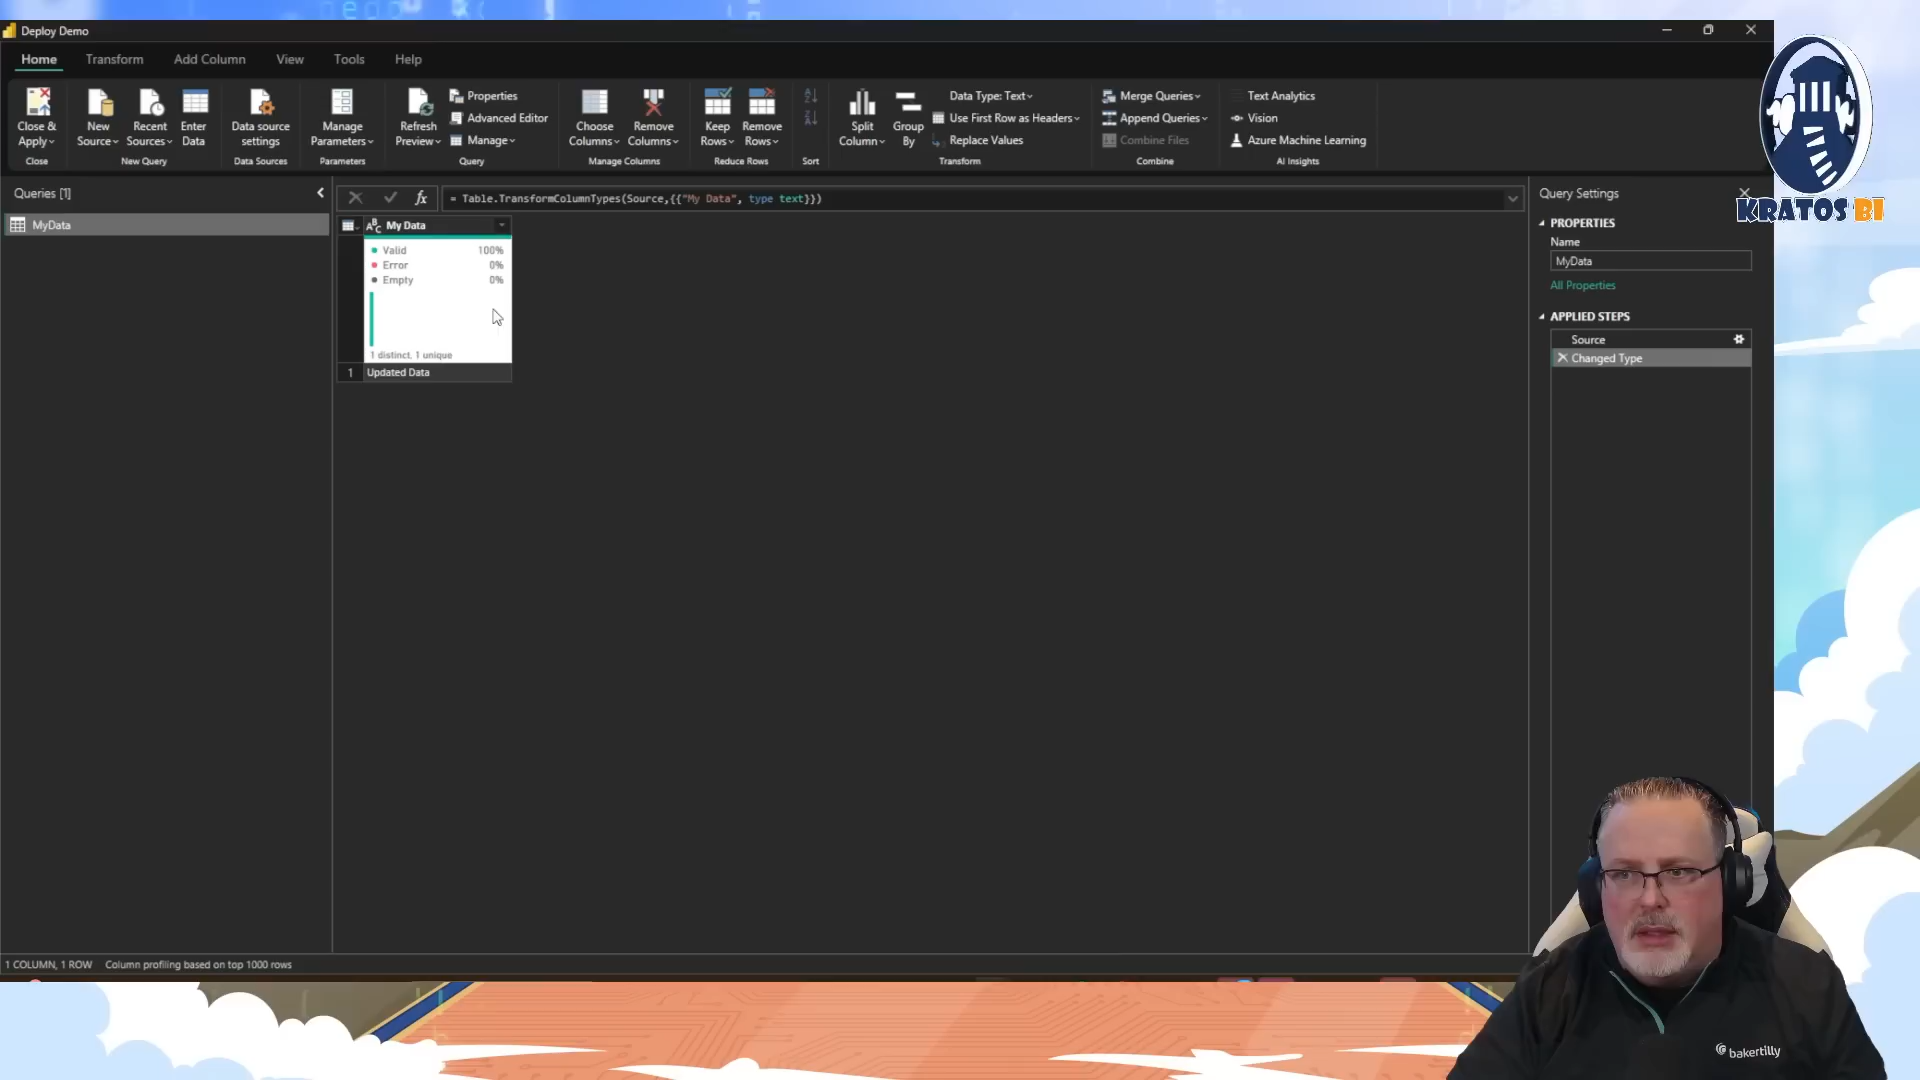 Deploy Demo
Home Transform Add Column View Tools Help
Close & Apply
New Source
Recent Sources
Enter Data
Data source settings
Manage Parameters
Refresh Preview
Properties
Advanced Editor
Manage
Choose Columns
Remove Columns
Keep Rows
Remove Rows
Split Column
Group By
Data Type: Text
Use First Row as Headers
Replace Values
Merge Queries
Append Queries
Combine Files
Text Analytics
Vision
Azure Machine Learning
Close New Query Data Sources Parameters Query Manage Columns Reduce Rows Sort Transform Combine AI Insights
KRATOS BI
Queries [1]
MyData
fx = Table.TransformColumnTypes(Source,{{"My Data", type text}})
ABC My Data
Valid 100%
Error 0%
Empty 0%
1 distinct, 1 unique
1 Updated Data
Query Settings
PROPERTIES
Name
MyData
All Properties
APPLIED STEPS
Source
Changed Type
1 COLUMN, 1 ROW Column profiling based on top 1000 rows
bakertilly